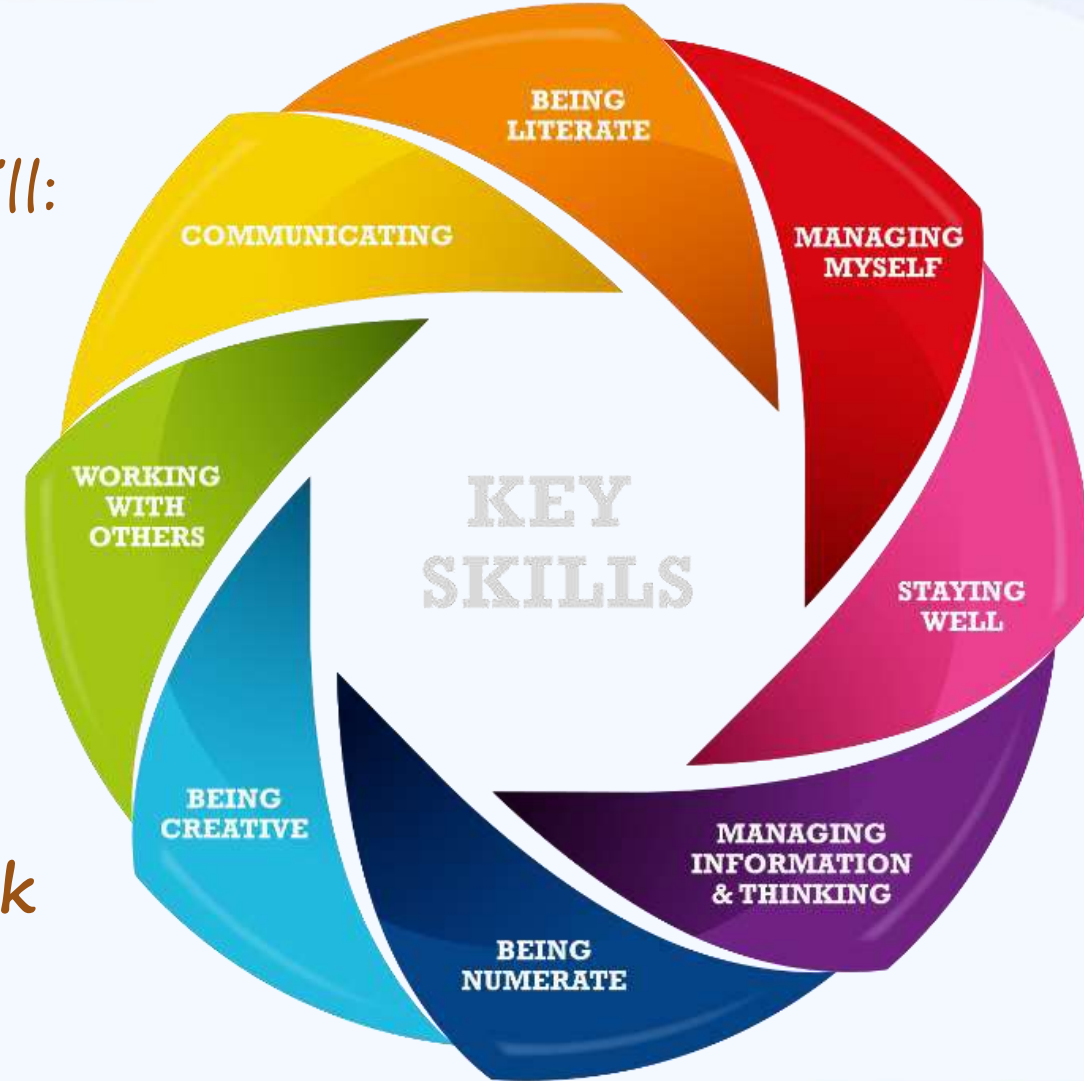 BEING
LITERATE
MANAGING
MYSELF
STAYING
WELL
MANAGING
INFORMATION
& THINKING
BEING
NUMERATE
BEING
CREATIVE
WORKING
WITH
OTHERS
COMMUNICATING
KEY
SKILLS
ill:
k